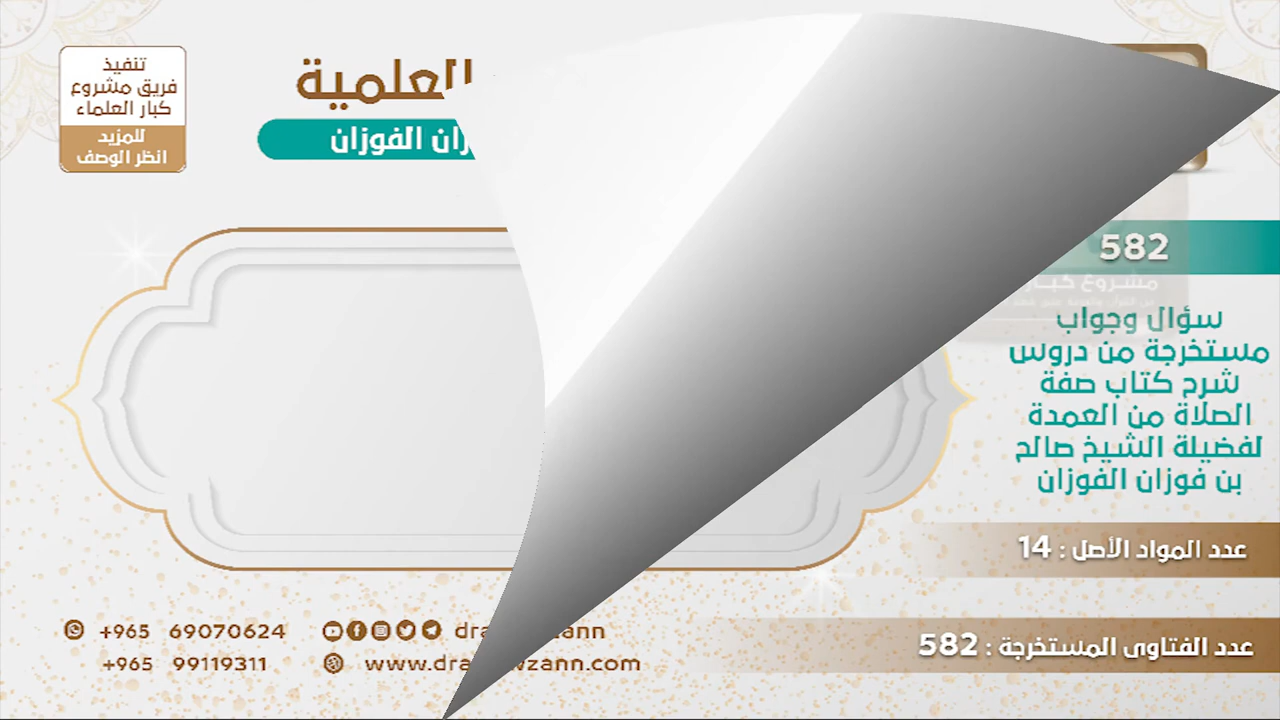 تنفيذ
فريق مشروع
كبار العلماء
للمزيد
انظر الوصف
العلمية
الفوزان
582
مشروع كبار
سؤال وجواب
مستخرجة من دروس
شرح كتاب صفة
الصلاة من العمدة
لفضيلة الشيخ صالح
بن فوزان الفوزان
عدد المواد الأصل : 14
عدد الفتاوى المستخرجة : 582
+965 69070624
+965 99119311